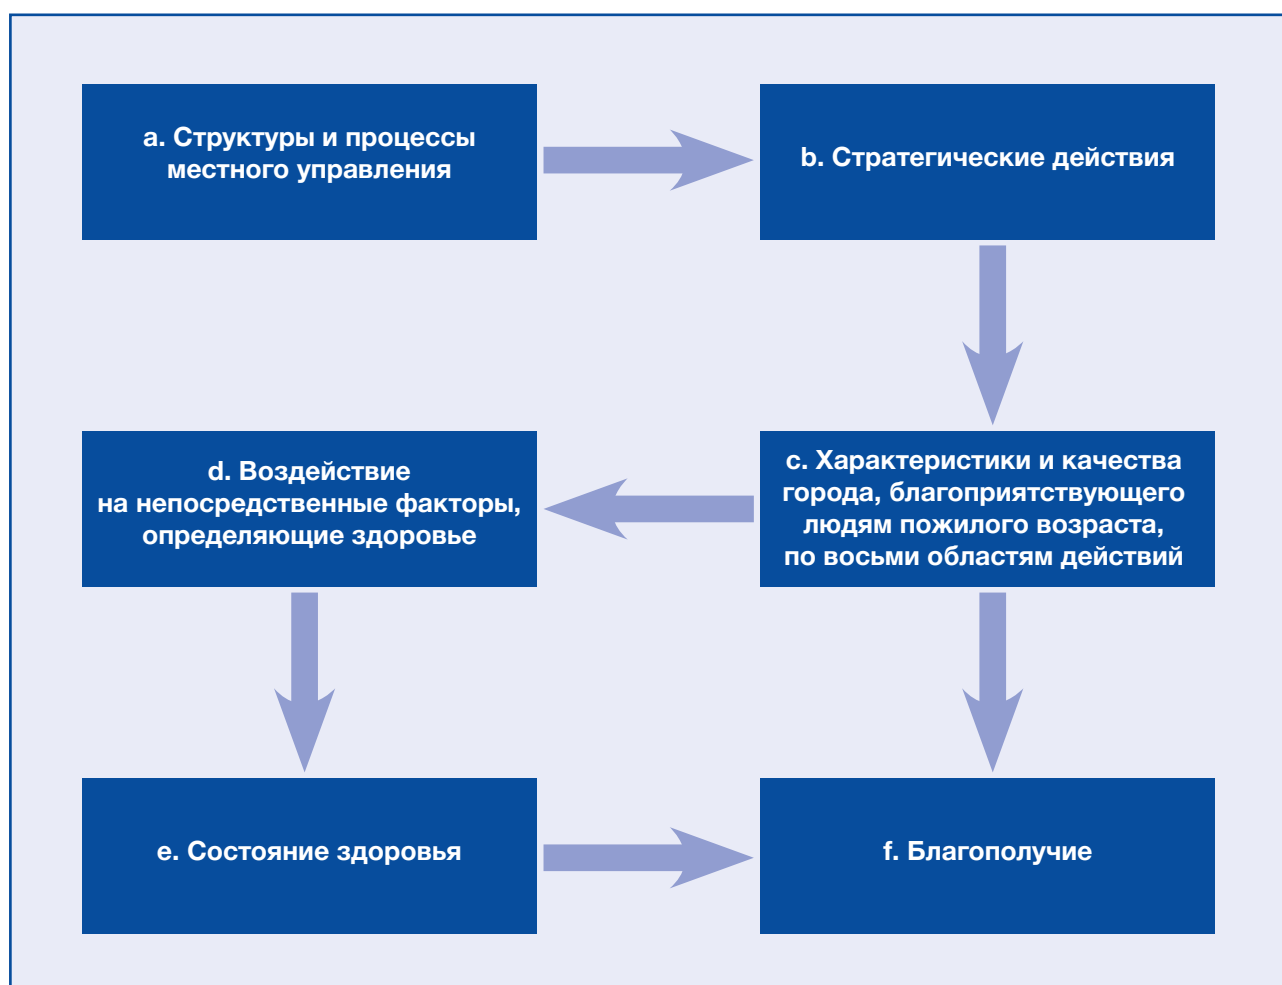 a. Структуры и процессы
местного управления
b. Стратегические действия
c. Характеристики и качества
города, благоприятствующего
людям пожилого возраста,
по восьми областям действий
d. Воздействие
на непосредственные факторы,
определяющие здоровье
e. Состояние здоровья
f. Благополучие